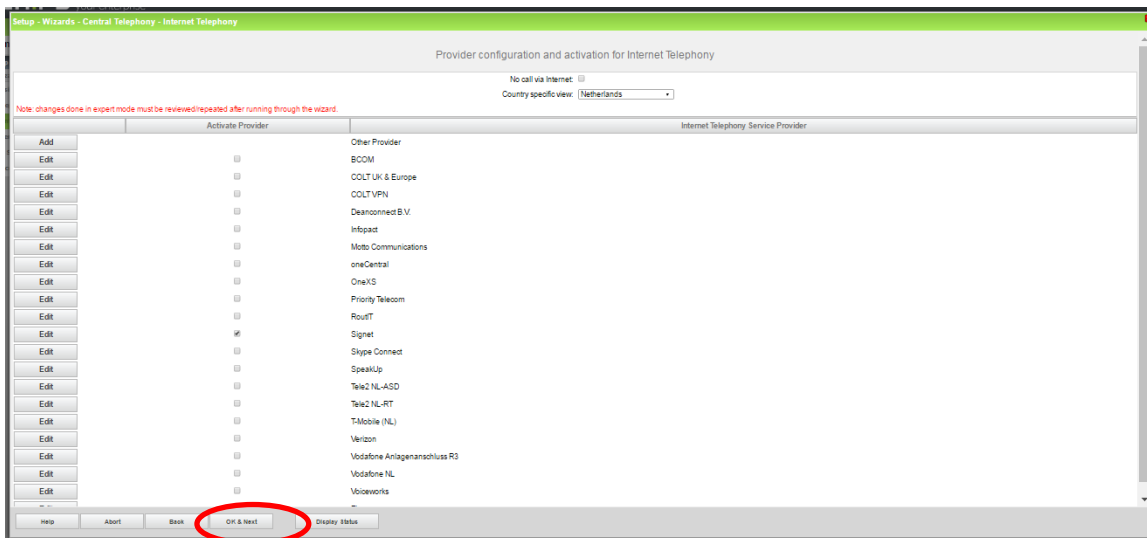 your enterprise
Setup - Wizards - Central Telephony - Internet Telephony
Provider configuration and activation for Internet Telephony
No call via Internet:
Country specific view: Netherlands
Note: changes done in expert mode must be reviewed/repeated after running through the wizard.
Activate Provider Internet Telephony Service Provider
Add Other Provider
Edit BCOM
Edit COLT UK & Europe
Edit COLT VPN
Edit Deanconnect B.V.
Edit Infopact
Edit Motto Communications
Edit oneCentral
Edit OneXS
Edit Priority Telecom
Edit RoutIT
Edit Signet
Edit Skype Connect
Edit SpeakUp
Edit Tele2 NL-ASD
Edit Tele2 NL-RT
Edit T-Mobile (NL)
Edit Verizon
Edit Vodafone Anlagenanschluss R3
Edit Vodafone NL
Edit Voiceworks
Help Abort Back OK & Next Display Status